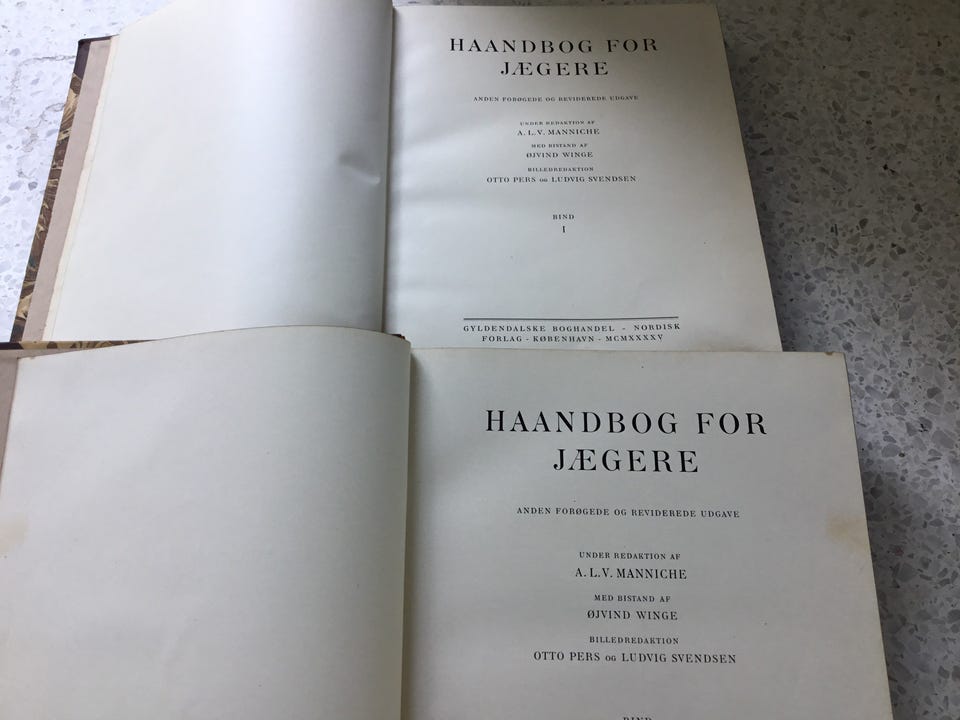 HAANDBOG FOR
JÆGERE
ANDEN FORØGEDE OG REVIDEREDE UDGAVE
UNDER REDAKTION AF
A. L. V. MANNICHE
MED BISTAND AF
ØJVIND WINGE
BILLEDREDAKTION
OTTO PERS OG LUDVIG SVENDSEN
BIND
I
GYLDENDALSKE BOGHANDEL - NORDISK
FORLAG - KØBENHAVN - MCMXXXXV
HAANDBOG FOR
JÆGERE
ANDEN FORØGEDE OG REVIDEREDE UDGAVE
UNDER REDAKTION AF
A. L. V. MANNICHE
MED BISTAND AF
ØJVIND WINGE
BILLEDREDAKTION
OTTO PERS OG LUDVIG SVENDSEN
BIND